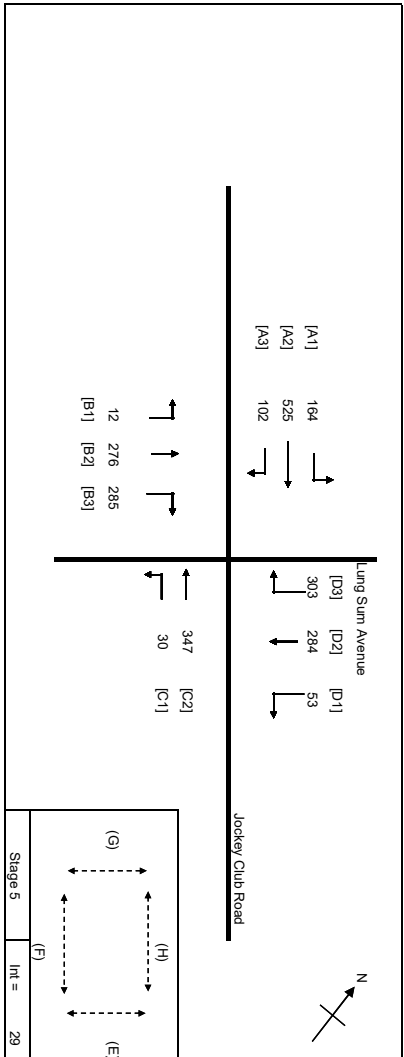 N
Lung Sum Avenue
[D3] [D2] [D1]
303 284 53
[A1] 164
[A2] 525
[A3] 102
Jockey Club Road
347 [C2]
30 [C1]
12 276 285
[B1] [B2] [B3]
(H)
(G) (E)
(F)
Stage 5 Int = 29